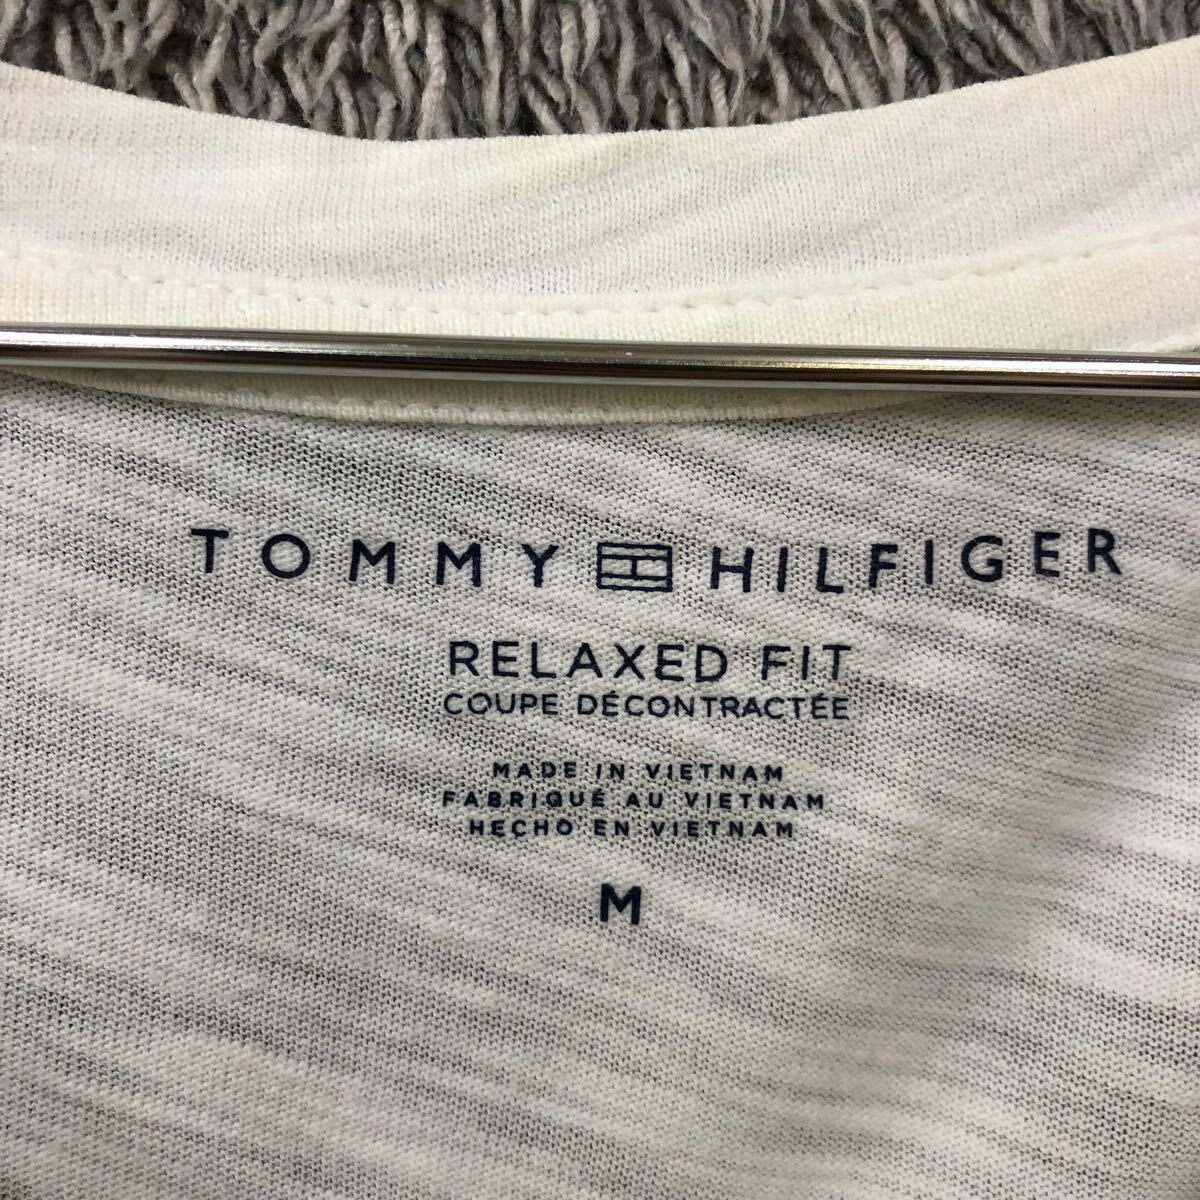 TOMMY HILFIGER
RELAXED FIT
COUPE DÉCONTRACTÉE
MADE IN VIETNAM
FABRIQUÉ AU VIETNAM
HECHO EN VIETNAM
M